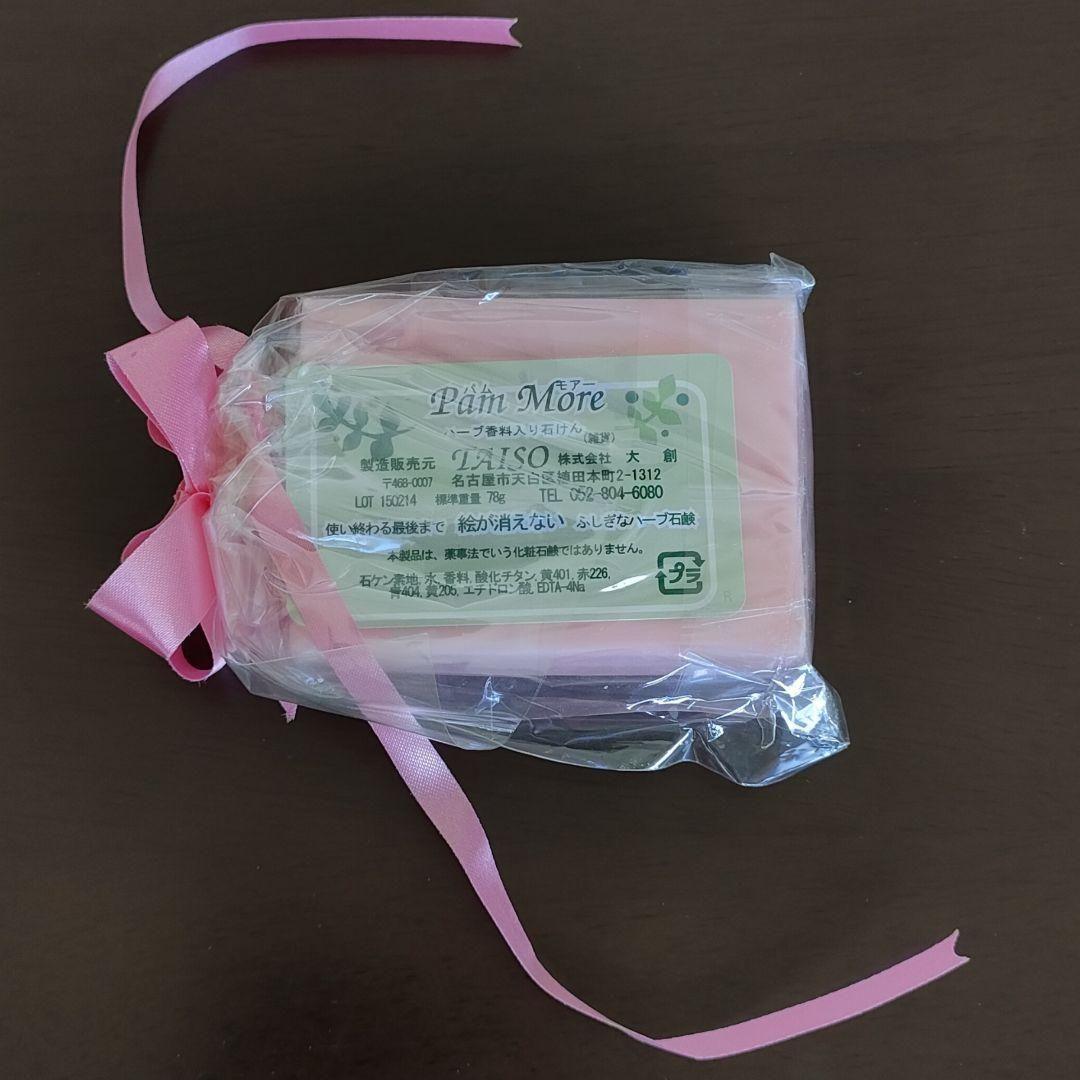 パム モアー
Pam More
ハーブ香料入り石けん(雑貨)
製造販売元 TAISO 株式会社 大創
〒468-0007 名古屋市天白区植田本町2-1312
LOT 150214 標準重量 78g TEL 052-804-6080
使い終わる最後まで 絵が消えない ふしぎなハーブ石鹸
本製品は、薬事法でいう化粧石鹸ではありません。
石ケン素地, 水, 香料, 酸化チタン, 黄401, 赤226,
青404, 黄205, エチドロン酸, EDTA-4Na
プラ
R